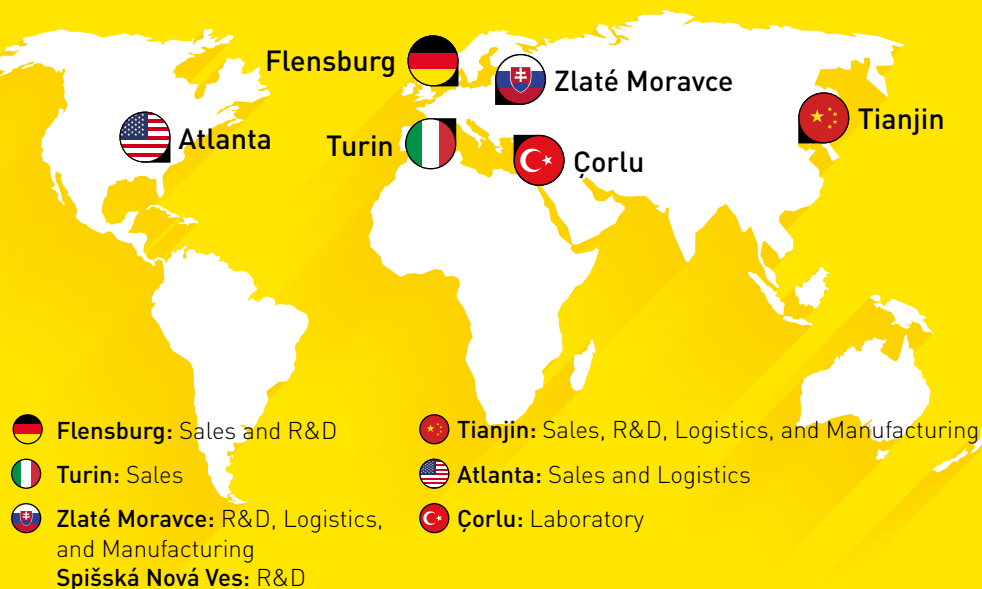 Flensburg
Zlaté Moravce
Atlanta
Turin
Çorlu
Tianjin
Flensburg: Sales and R&D
Turin: Sales
Zlaté Moravce: R&D, Logistics,
and Manufacturing
Spišská Nová Ves: R&D
Tianjin: Sales, R&D, Logistics, and Manufacturing
Atlanta: Sales and Logistics
Çorlu: Laboratory